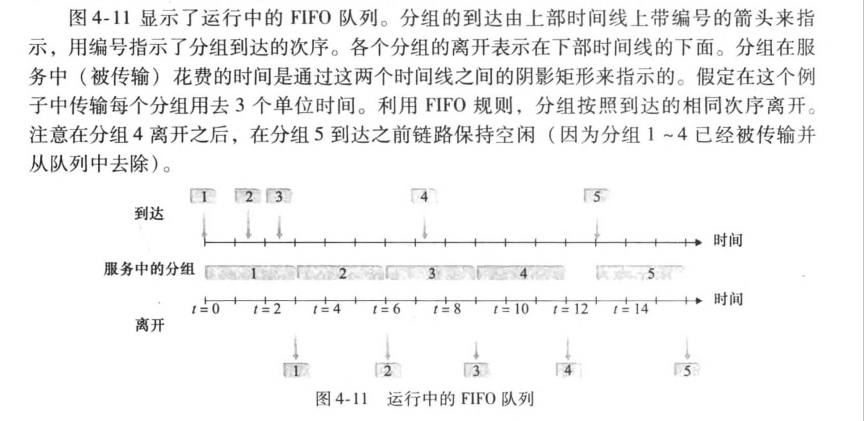 图 4-11 显示了运行中的 FIFO 队列。分组的到达由上部时间线上带编号的箭头来指
示，用编号指示了分组到达的次序。各个分组的离开表示在下部时间线的下面。分组在服
务中（被传输）花费的时间是通过这两个时间线之间的阴影矩形来指示的。假定在这个例
子中传输每个分组用去 3 个单位时间。利用 FIFO 规则，分组按照到达的相同次序离开。
注意在分组 4 离开之后，在分组 5 到达之前链路保持空闲（因为分组 1 ~ 4 已经被传输并
从队列中去除）。
1 2 3 4 5
到达
时间
服务中的分组 1 2 3 4 5
时间
t = 0 t = 2 t = 4 t = 6 t = 8 t = 10 t = 12 t = 14
离开
1 2 3 4 5
图 4-11 运行中的 FIFO 队列